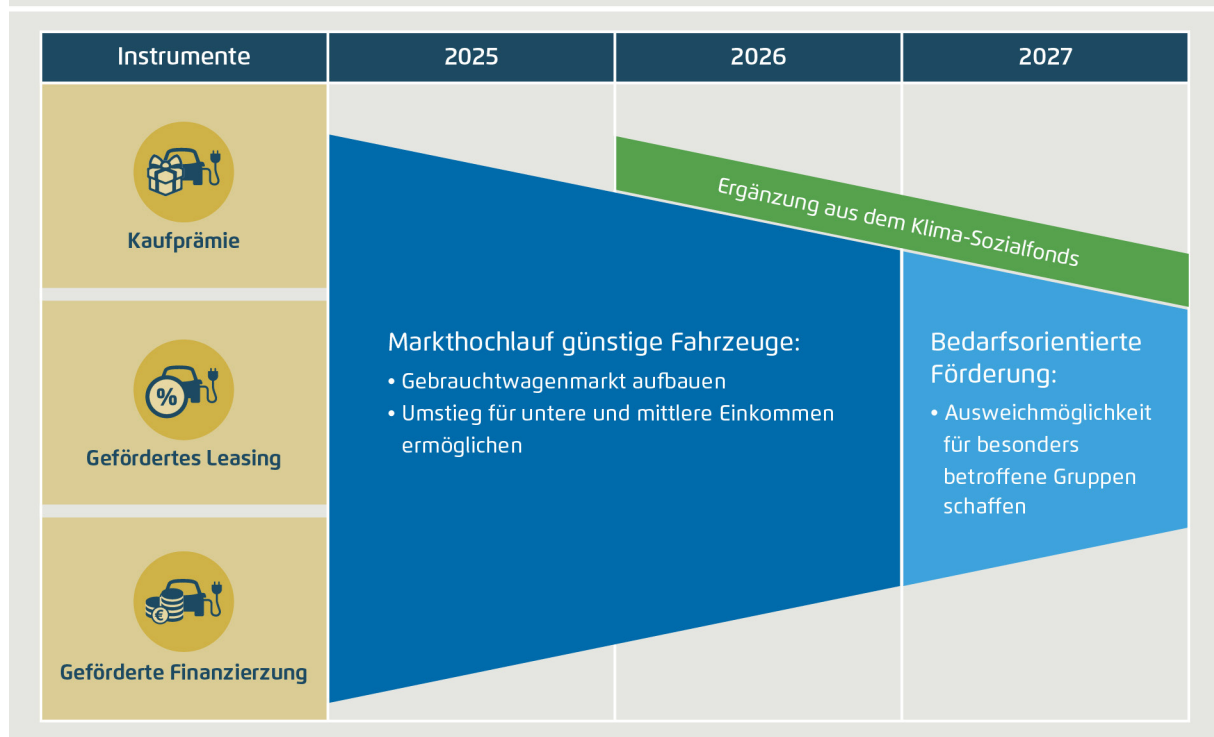 Instrumente
2025
2026
2027
Kaufprämie
%
Gefördertes Leasing
€
Geförderte Finanzierzung
Ergänzung aus dem Klima-Sozialfonds
Markthochlauf günstige Fahrzeuge:
• Gebrauchtwagenmarkt aufbauen
• Umstieg für untere und mittlere Einkommen
ermöglichen
Bedarfsorientierte
Förderung:
• Ausweichmöglichkeit
für besonders
betroffene Gruppen
schaffen